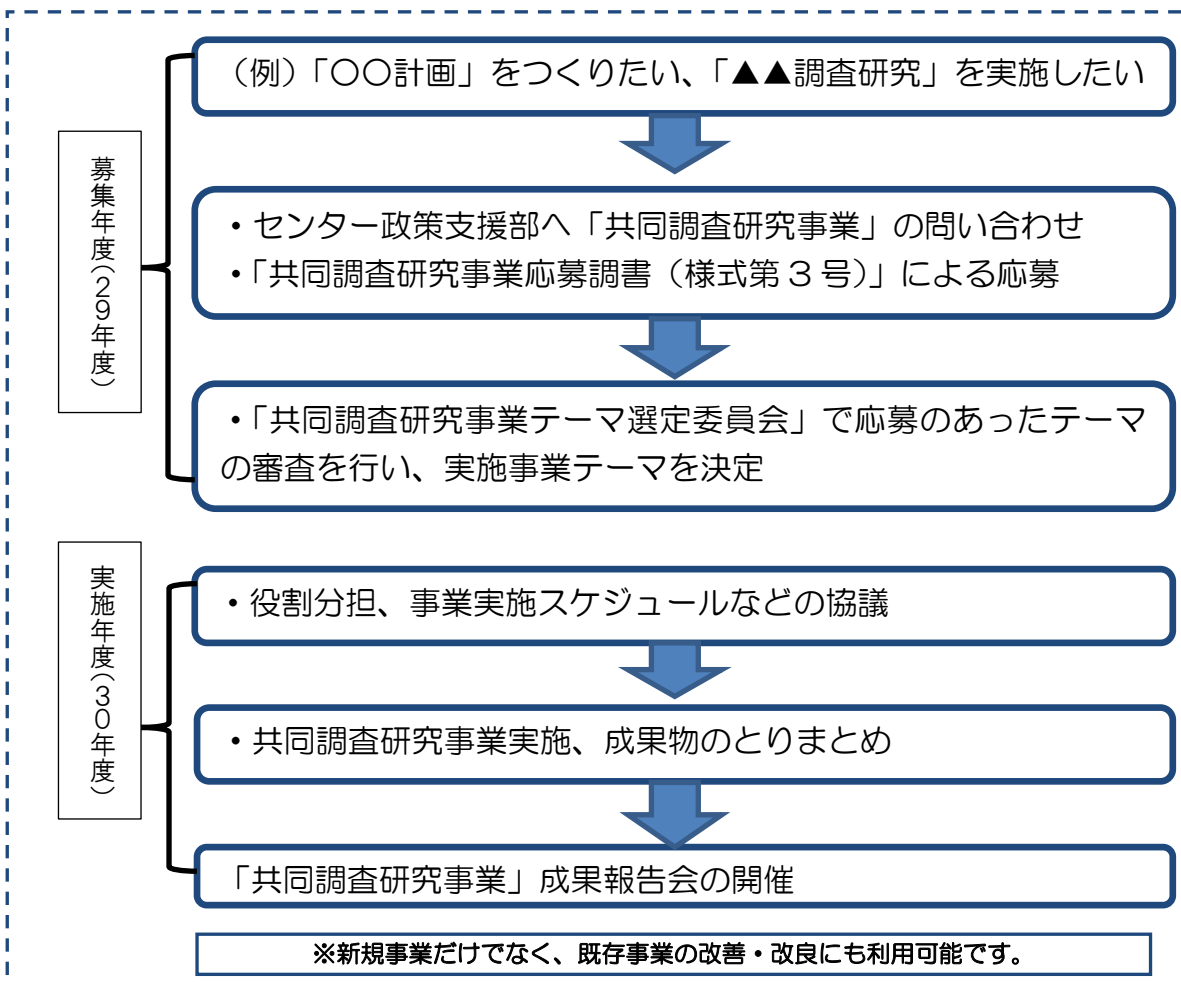 （例）「〇〇計画」をつくりたい、「▲▲調査研究」を実施したい
募集年度（29年度）
・センター政策支援部へ「共同調査研究事業」の問い合わせ
・「共同調査研究事業応募調書（様式第３号）」による応募
・「共同調査研究事業テーマ選定委員会」で応募のあったテーマ
の審査を行い、実施事業テーマを決定
実施年度（30年度）
・役割分担、事業実施スケジュールなどの協議
・共同調査研究事業実施、成果物のとりまとめ
「共同調査研究事業」成果報告会の開催
※新規事業だけでなく、既存事業の改善・改良にも利用可能です。